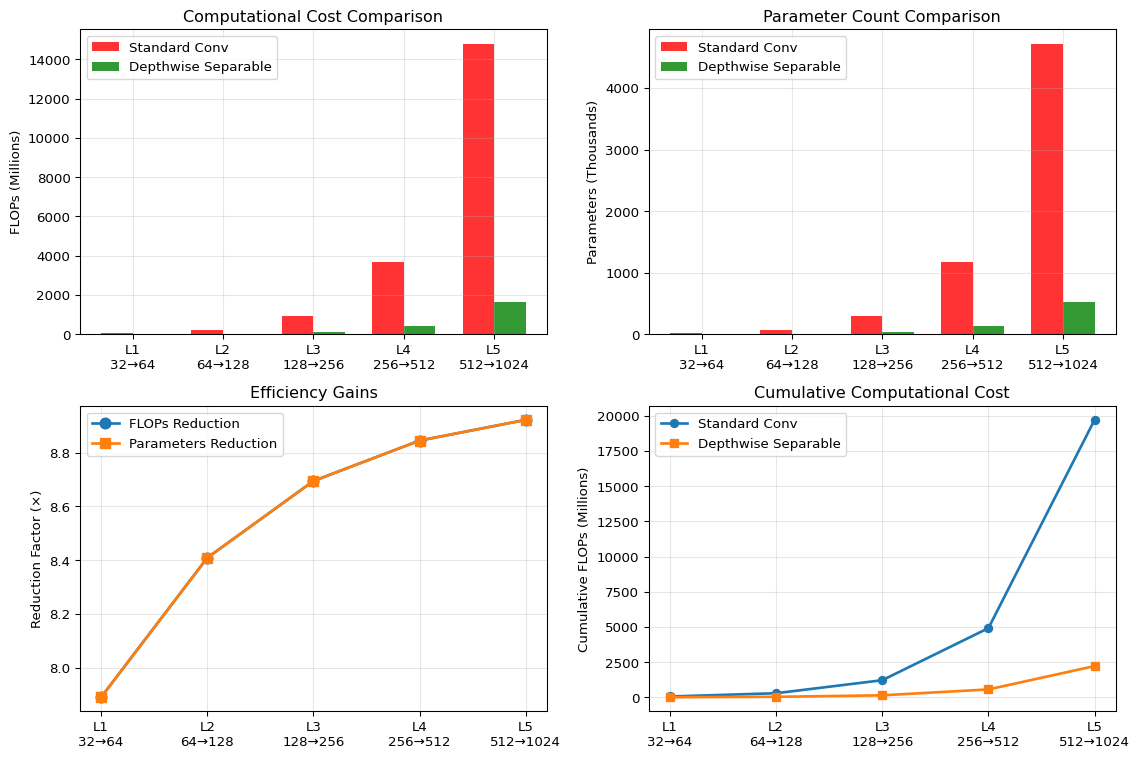 Computational Cost Comparison
FLOPs (Millions)
14000
12000
10000
8000
6000
4000
2000
0
Standard Conv
Depthwise Separable
L1
32→64
L2
64→128
L3
128→256
L4
256→512
L5
512→1024
Parameter Count Comparison
Parameters (Thousands)
4000
3000
2000
1000
0
Standard Conv
Depthwise Separable
L1
32→64
L2
64→128
L3
128→256
L4
256→512
L5
512→1024
Efficiency Gains
Reduction Factor (×)
8.8
8.6
8.4
8.2
8.0
FLOPs Reduction
Parameters Reduction
L1
32→64
L2
64→128
L3
128→256
L4
256→512
L5
512→1024
Cumulative Computational Cost
Cumulative FLOPs (Millions)
20000
17500
15000
12500
10000
7500
5000
2500
0
Standard Conv
Depthwise Separable
L1
32→64
L2
64→128
L3
128→256
L4
256→512
L5
512→1024